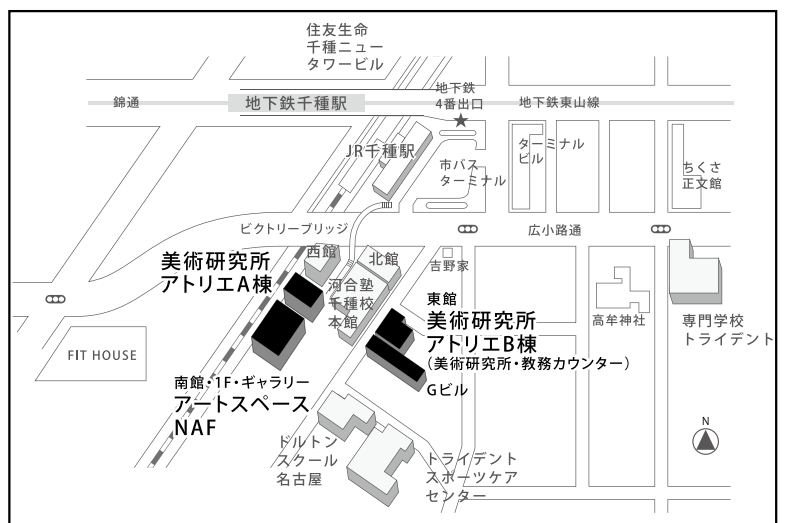 住友生命
千種ニュー
タワービル
錦通
地下鉄千種駅
地下鉄
4番出口
地下鉄東山線
JR千種駅
市バス
ターミナル
ターミナル
ビル
ちくさ
正文館
ビクトリーブリッジ
広小路通
美術研究所
アトリエA棟
西館
北館
吉野家
河合塾
千種校
本館
東館
美術研究所
アトリエB棟
(美術研究所・教務カウンター)
Gビル
高牟神社
専門学校
トライデント
FIT HOUSE
南館・1F・ギャラリー
アートスペース
NAF
ドルトン
スクール
名古屋
トライデント
スポーツケア
センター
N